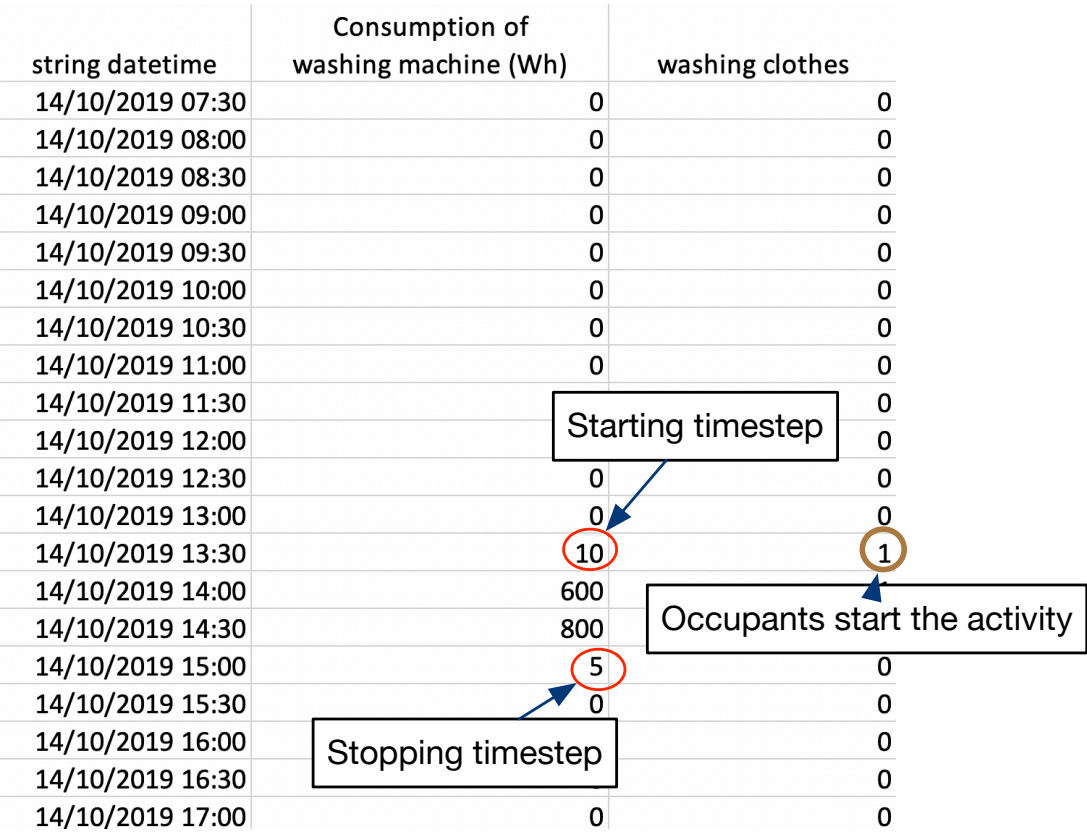 Consumption of
string datetime washing machine (Wh) washing clothes
14/10/2019 07:30 0 0
14/10/2019 08:00 0 0
14/10/2019 08:30 0 0
14/10/2019 09:00 0 0
14/10/2019 09:30 0 0
14/10/2019 10:00 0 0
14/10/2019 10:30 0 0
14/10/2019 11:00 0 0
14/10/2019 11:30 0
Starting timestep
14/10/2019 12:00 0
14/10/2019 12:30 0 0
14/10/2019 13:00 0 0
14/10/2019 13:30 10 1
14/10/2019 14:00 600
Occupants start the activity
14/10/2019 14:30 800
14/10/2019 15:00 5 0
14/10/2019 15:30 0 0
14/10/2019 16:00 0
Stopping timestep
14/10/2019 16:30 0
14/10/2019 17:00 0 0